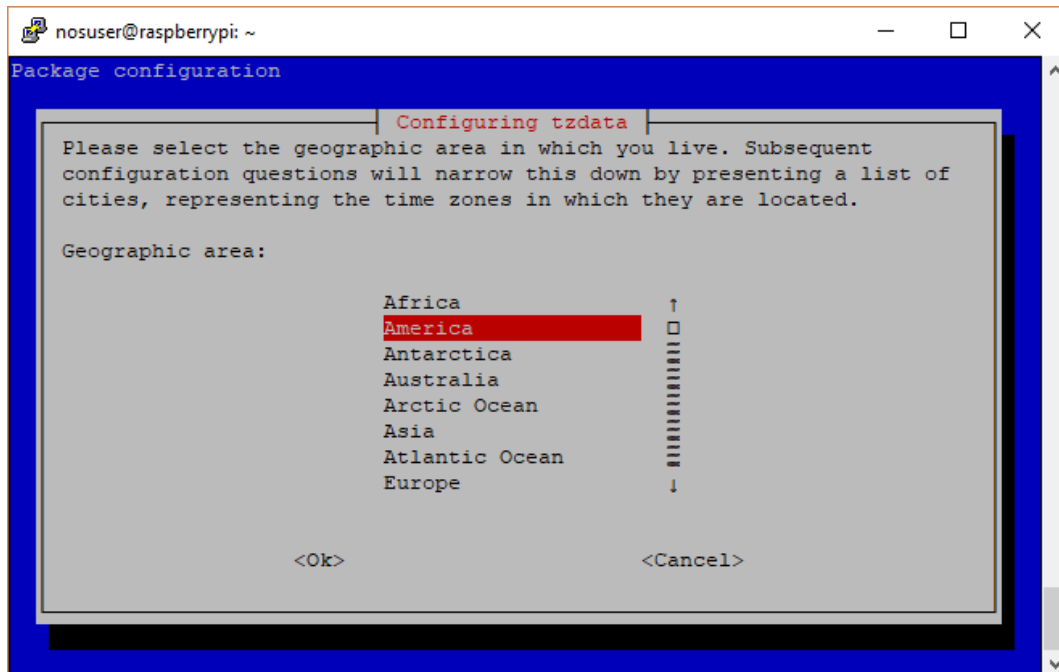 nosuser@raspberrypi: ~
Package configuration
Configuring tzdata
Please select the geographic area in which you live. Subsequent
configuration questions will narrow this down by presenting a list of
cities, representing the time zones in which they are located.
Geographic area:
Africa
America
Antarctica
Australia
Arctic Ocean
Asia
Atlantic Ocean
Europe
<Ok> <Cancel>